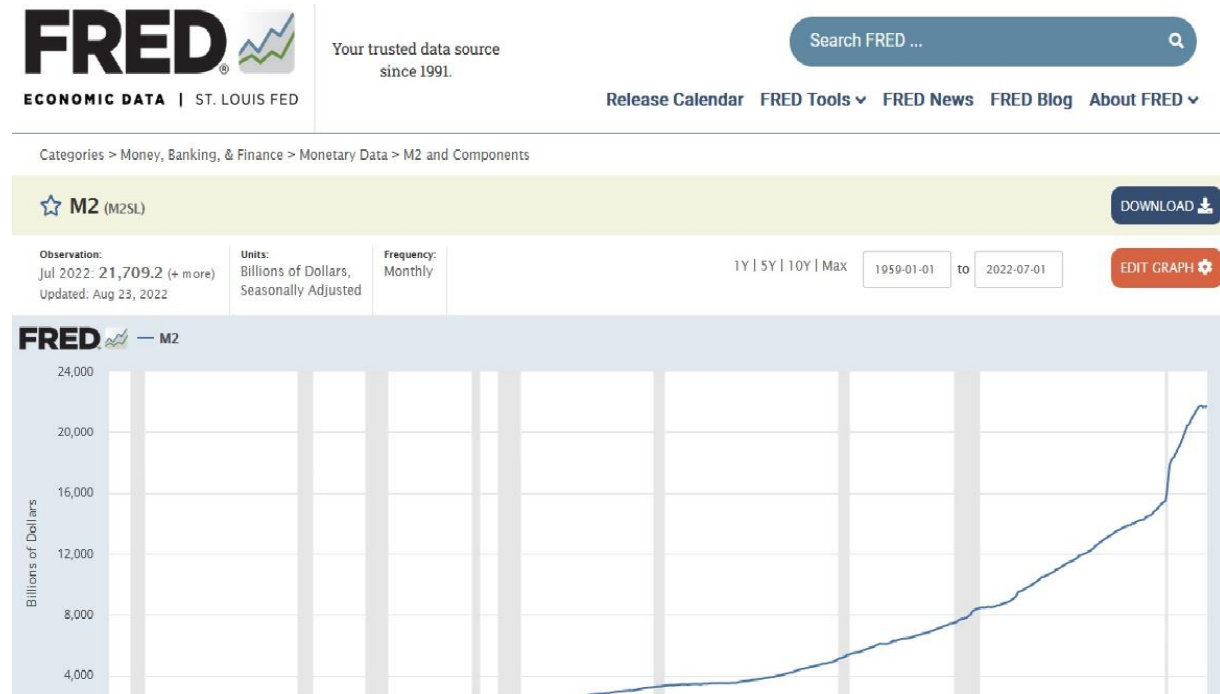 FRED®
ECONOMIC DATA | ST. LOUIS FED
Your trusted data source
since 1991.
Search FRED ...
Release Calendar FRED Tools FRED News FRED Blog About FRED
Categories > Money, Banking, & Finance > Monetary Data > M2 and Components
M2 (M2SL)
DOWNLOAD
Observation:
Jul 2022: 21,709.2 (+ more)
Updated: Aug 23, 2022
Units:
Billions of Dollars,
Seasonally Adjusted
Frequency:
Monthly
1Y | 5Y | 10Y | Max
1959-01-01 to 2022-07-01
EDIT GRAPH
FRED — M2
24,000
20,000
16,000
12,000
8,000
4,000
Billions of Dollars